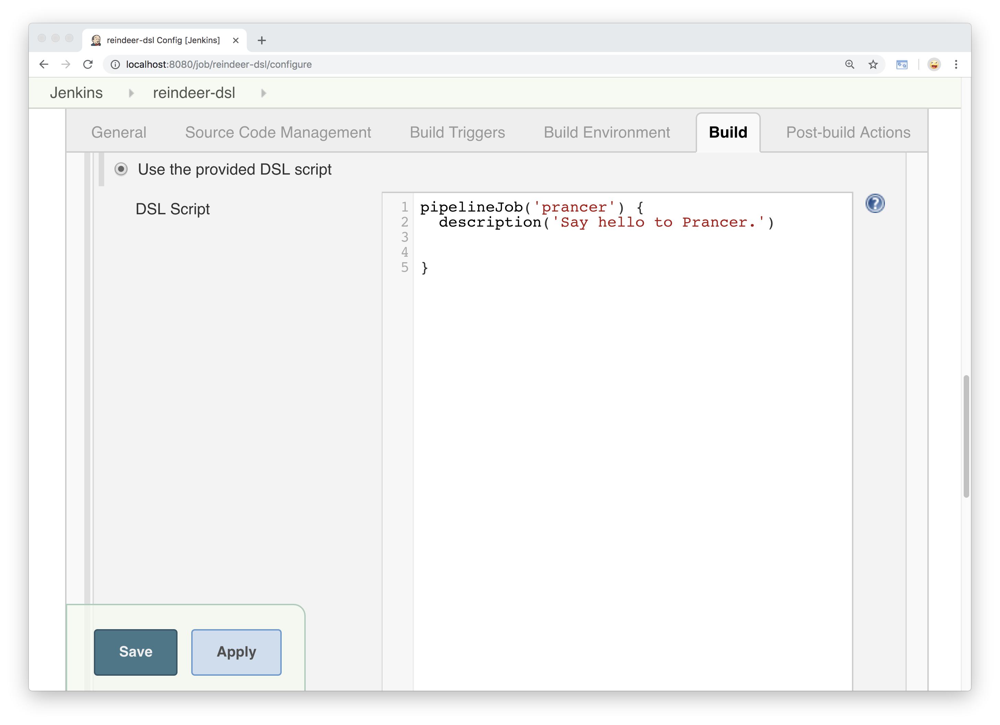 reindeer-dsl Config [Jenkins]
localhost:8080/job/reindeer-dsl/configure
Jenkins reindeer-dsl
General Source Code Management Build Triggers Build Environment Build Post-build Actions
Use the provided DSL script
DSL Script
1 pipelineJob('prancer') {
2   description('Say hello to Prancer.')
3
4
5 }
?
Save Apply